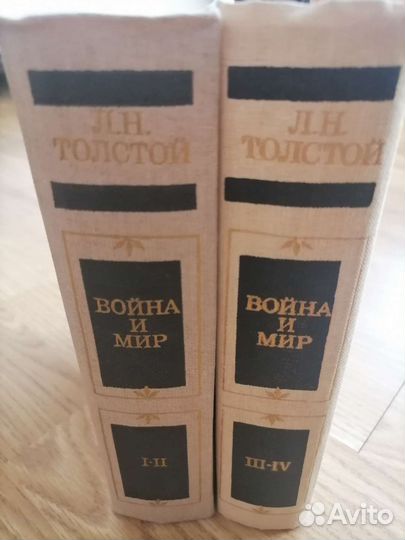 Л.Н.
ТОЛСТОЙ
ВОЙНА
И
МИР
I-II
Л.Н.
ТОЛСТОЙ
ВОЙНА
И
МИР
III-IV
Avito